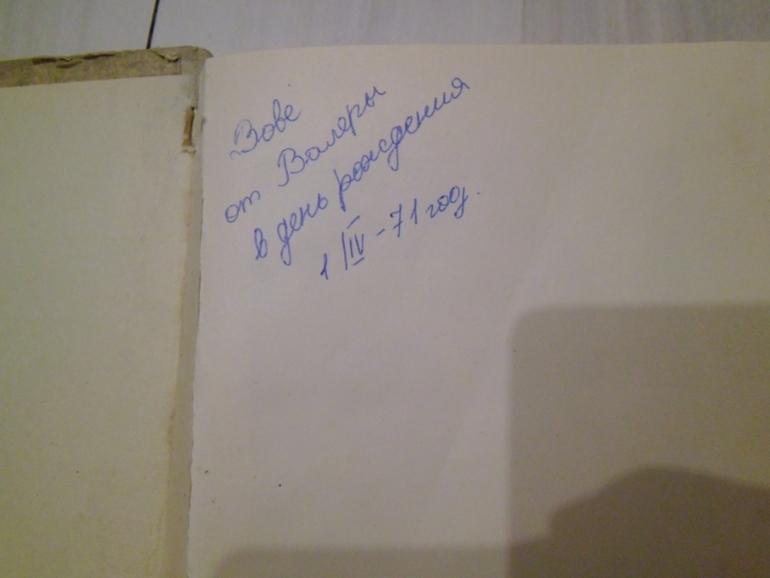 Вове
от Валеры
в день рождения
1/IV-71 год.